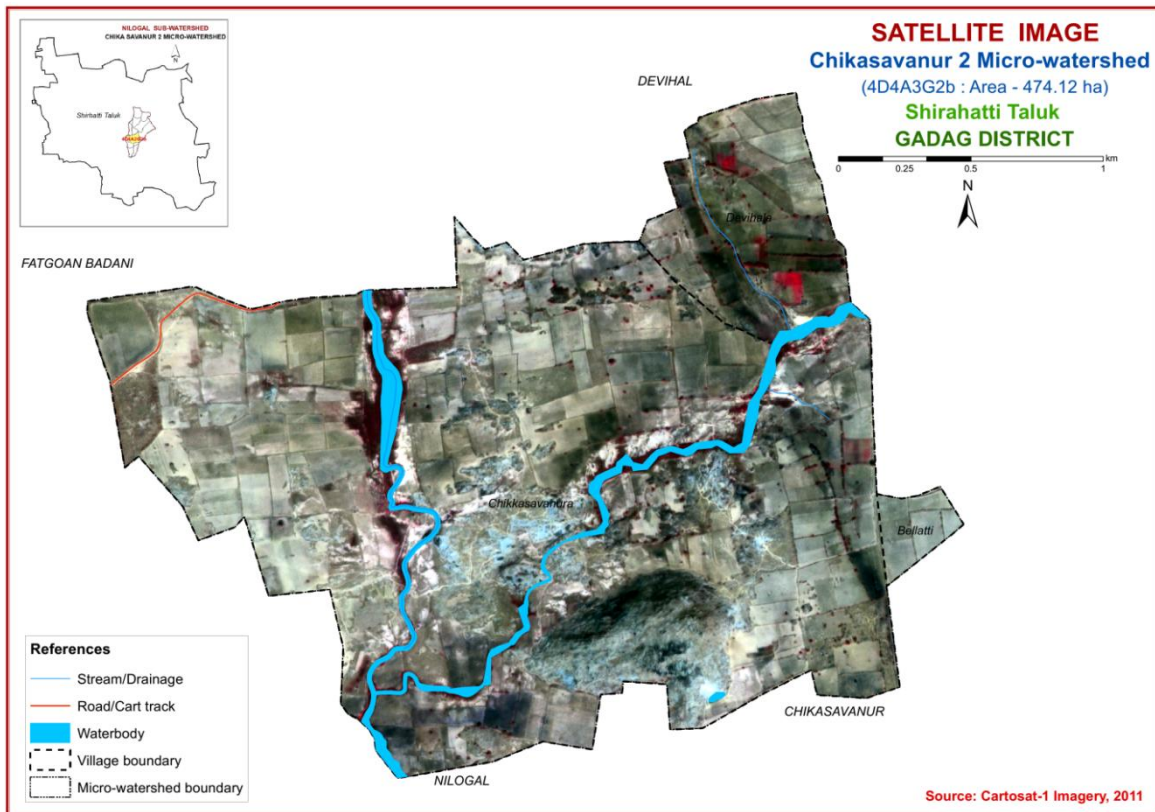 NILOGAL SUB-WATERSHED
CHIKA SAVANUR 2 MICRO-WATERSHED
N
Shirhatti Taluk
SATELLITE IMAGE
Chikasavanur 2 Micro-watershed
(4D4A3G2b : Area - 474.12 ha)
Shirahatti Taluk
GADAG DISTRICT
km
0 0.25 0.5 1
N
DEVIHAL
FATGOAN BADANI
Devihala
Chikkasavanura
Bellatti
CHIKASAVANUR
NILOGAL
References
Stream/Drainage
Road/Cart track
Waterbody
Village boundary
Micro-watershed boundary
Source: Cartosat-1 Imagery, 2011